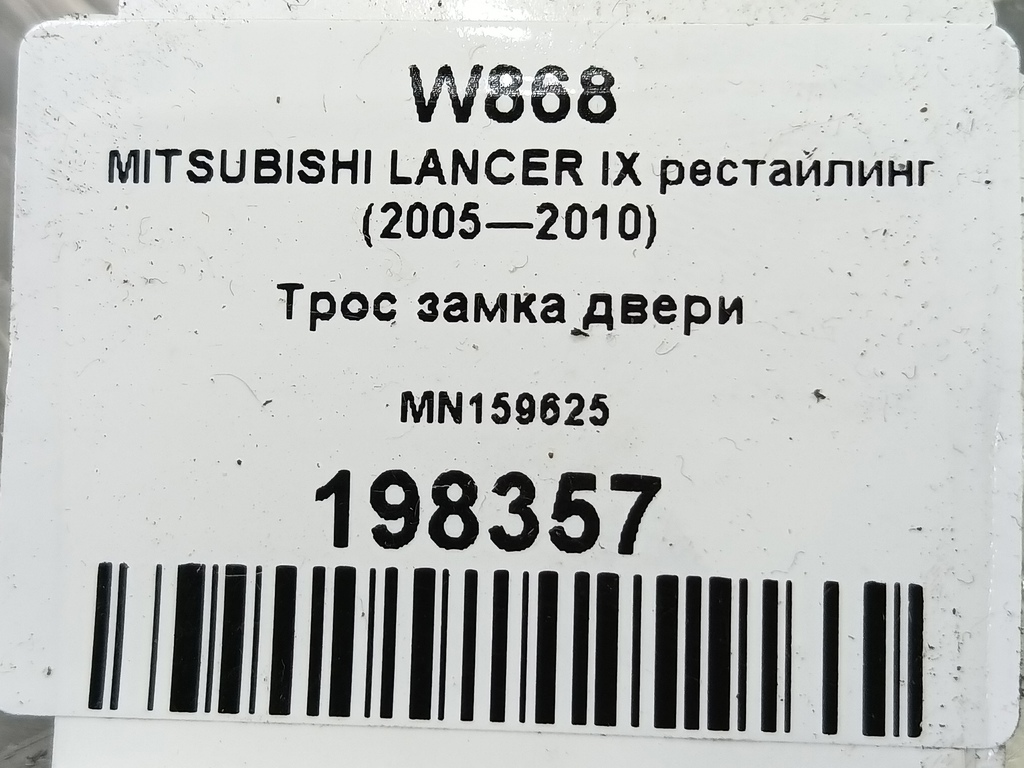 W868
MITSUBISHI LANCER IX рестайлинг
(2005—2010)
Трос замка двери
MN159625
198357